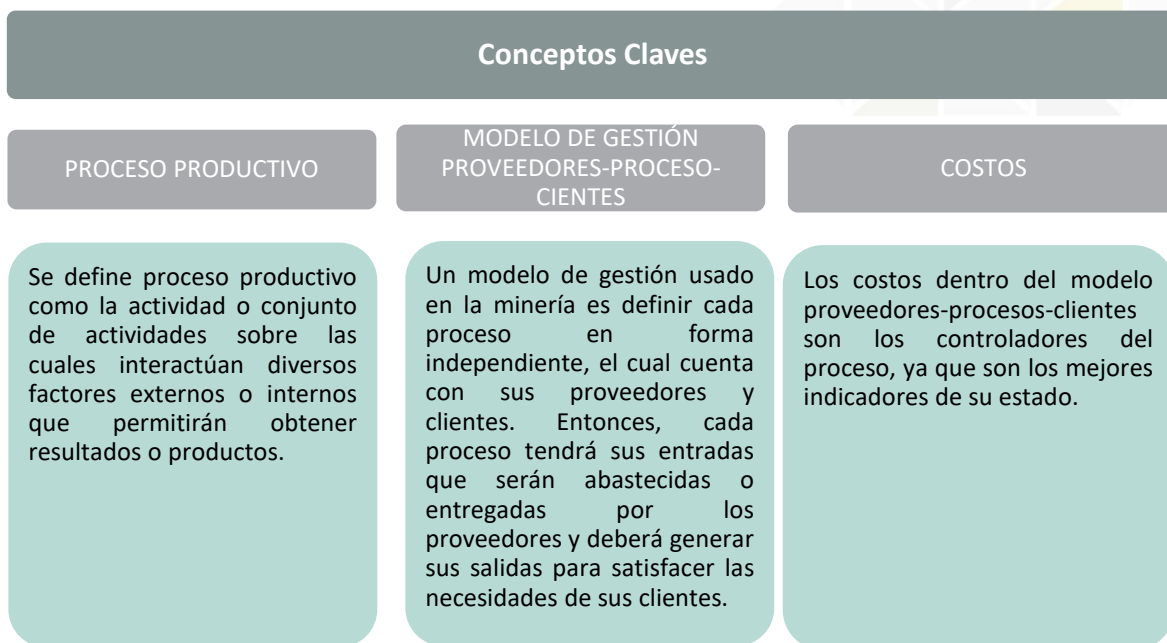 Conceptos Claves
PROCESO PRODUCTIVO
MODELO DE GESTIÓN
PROVEEDORES-PROCESO-
CIENTES
COSTOS
Se define proceso productivo
como la actividad o conjunto
de actividades sobre las
cuales interactúan diversos
factores externos o internos
que permitirán obtener
resultados o productos.
Un modelo de gestión usado
en la minería es definir cada
proceso en forma
independiente, el cual cuenta
con sus proveedores y
clientes. Entonces, cada
proceso tendrá sus entradas
que serán abastecidas o
entregadas por los
proveedores y deberá generar
sus salidas para satisfacer las
necesidades de sus clientes.
Los costos dentro del modelo
proveedores-procesos-clientes
son los controladores del
proceso, ya que son los mejores
indicadores de su estado.